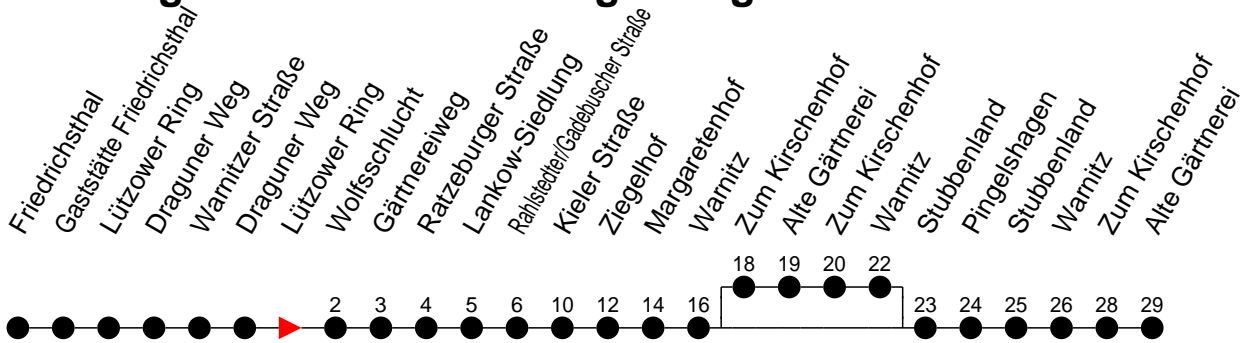 Friedrichsthal
Gaststätte Friedrichsthal
Lützower Ring
Draguner Weg
Warnitzer Straße
Draguner Weg
Lützower Ring
Wolfsschlucht
Gärtnereiweg
Ratzeburger Straße
Lankow-Siedlung
Rahlstedter/Gadebuscher Straße
Kieler Straße
Ziegelhof
Margaretenhof
Warnitz
Zum Kirschenhof
Alte Gärtnerei
Zum Kirschenhof
Warnitz
Stubbenland
Pingelshagen
Stubbenland
Warnitz
Zum Kirschenhof
Alte Gärtnerei
18 19 20 22
2 3 4 5 6 10 12 14 16 23 24 25 26 28 29